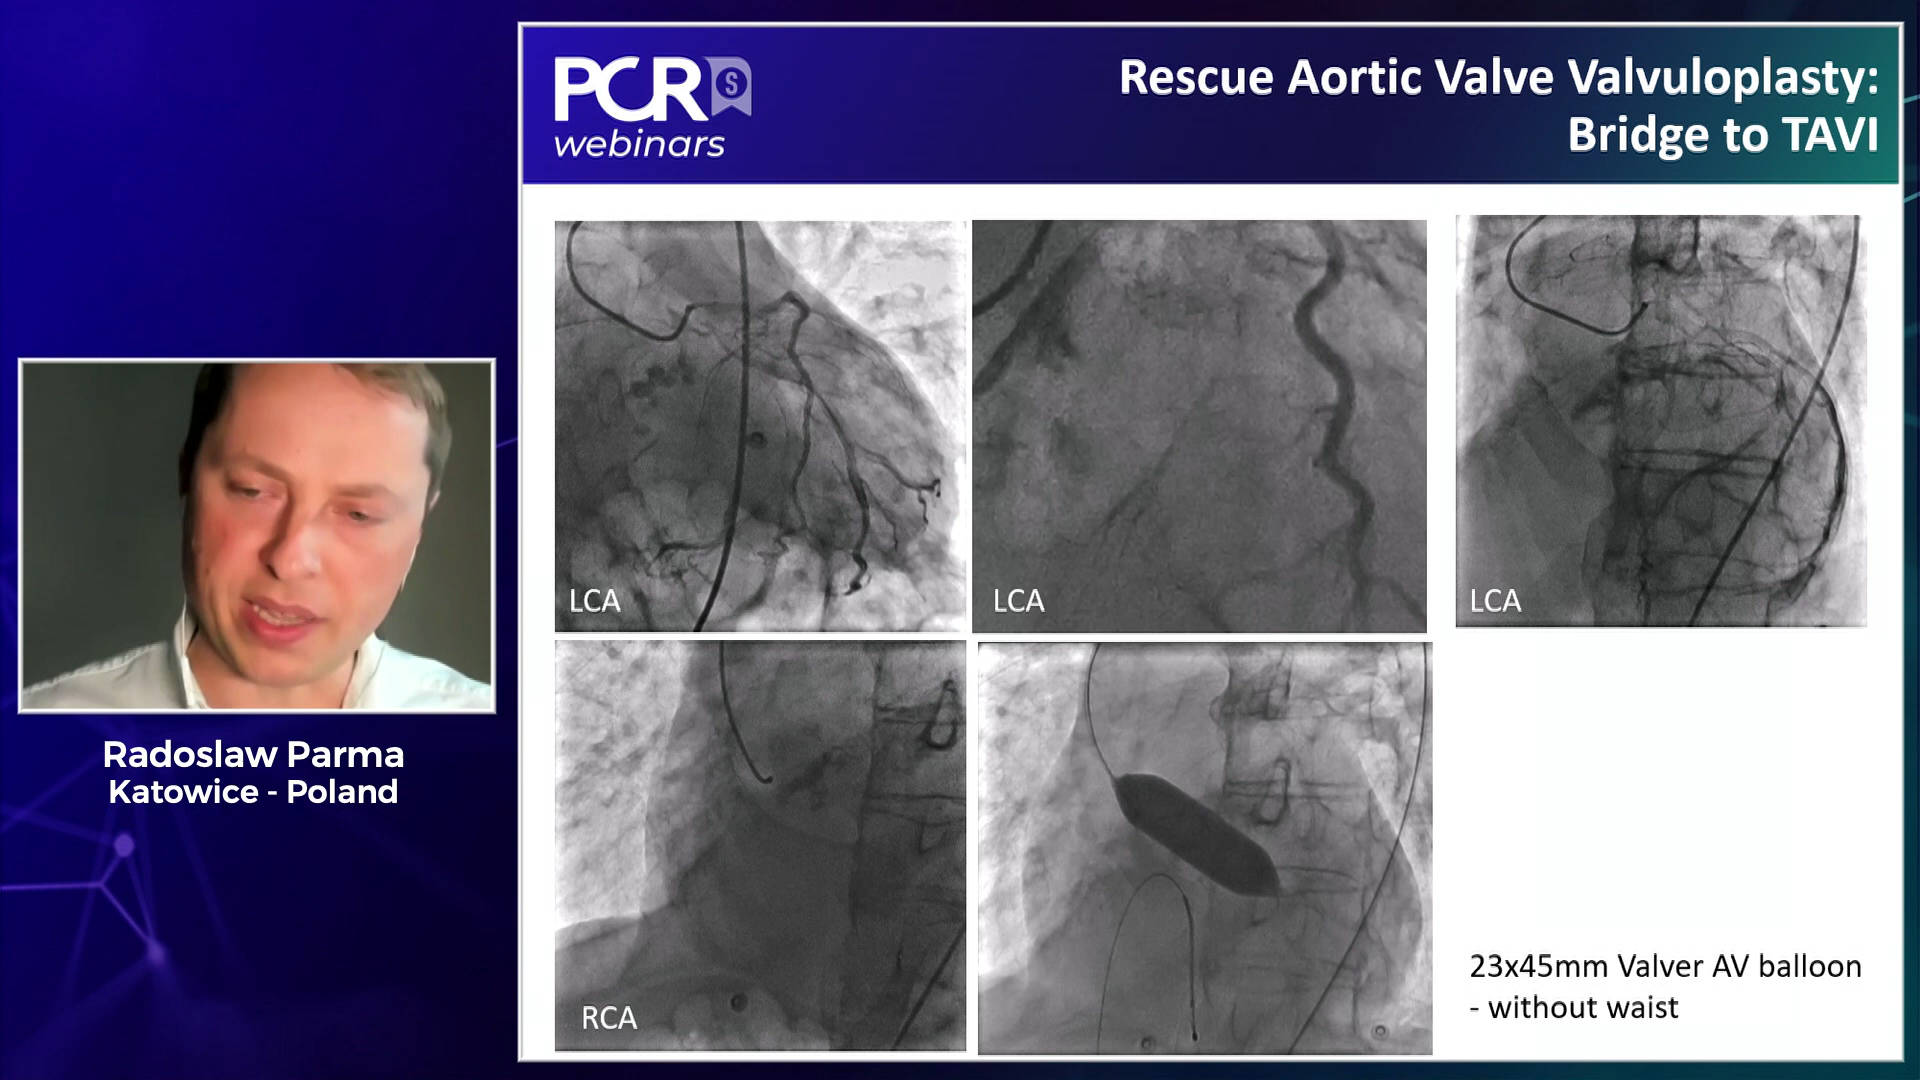 PCR S
webinars
Rescue Aortic Valve Valvuloplasty:
Bridge to TAVI
LCA
LCA
LCA
RCA
23x45mm Valver AV balloon
- without waist
Radoslaw Parma
Katowice - Poland